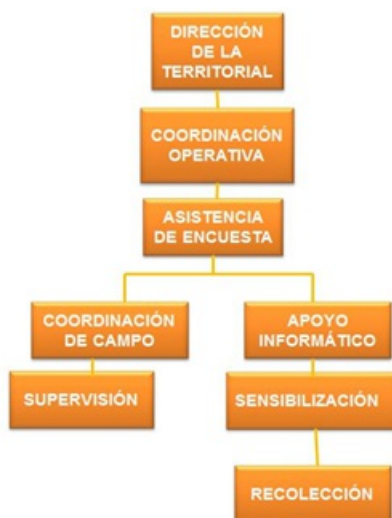 DIRECCIÓN
DE LA
TERRITORIAL
COORDINACIÓN
OPERATIVA
ASISTENCIA
DE ENCUESTA
COORDINACIÓN
DE CAMPO
APOYO
INFORMÁTICO
SUPERVISIÓN
SENSIBILIZACIÓN
RECOLECCIÓN